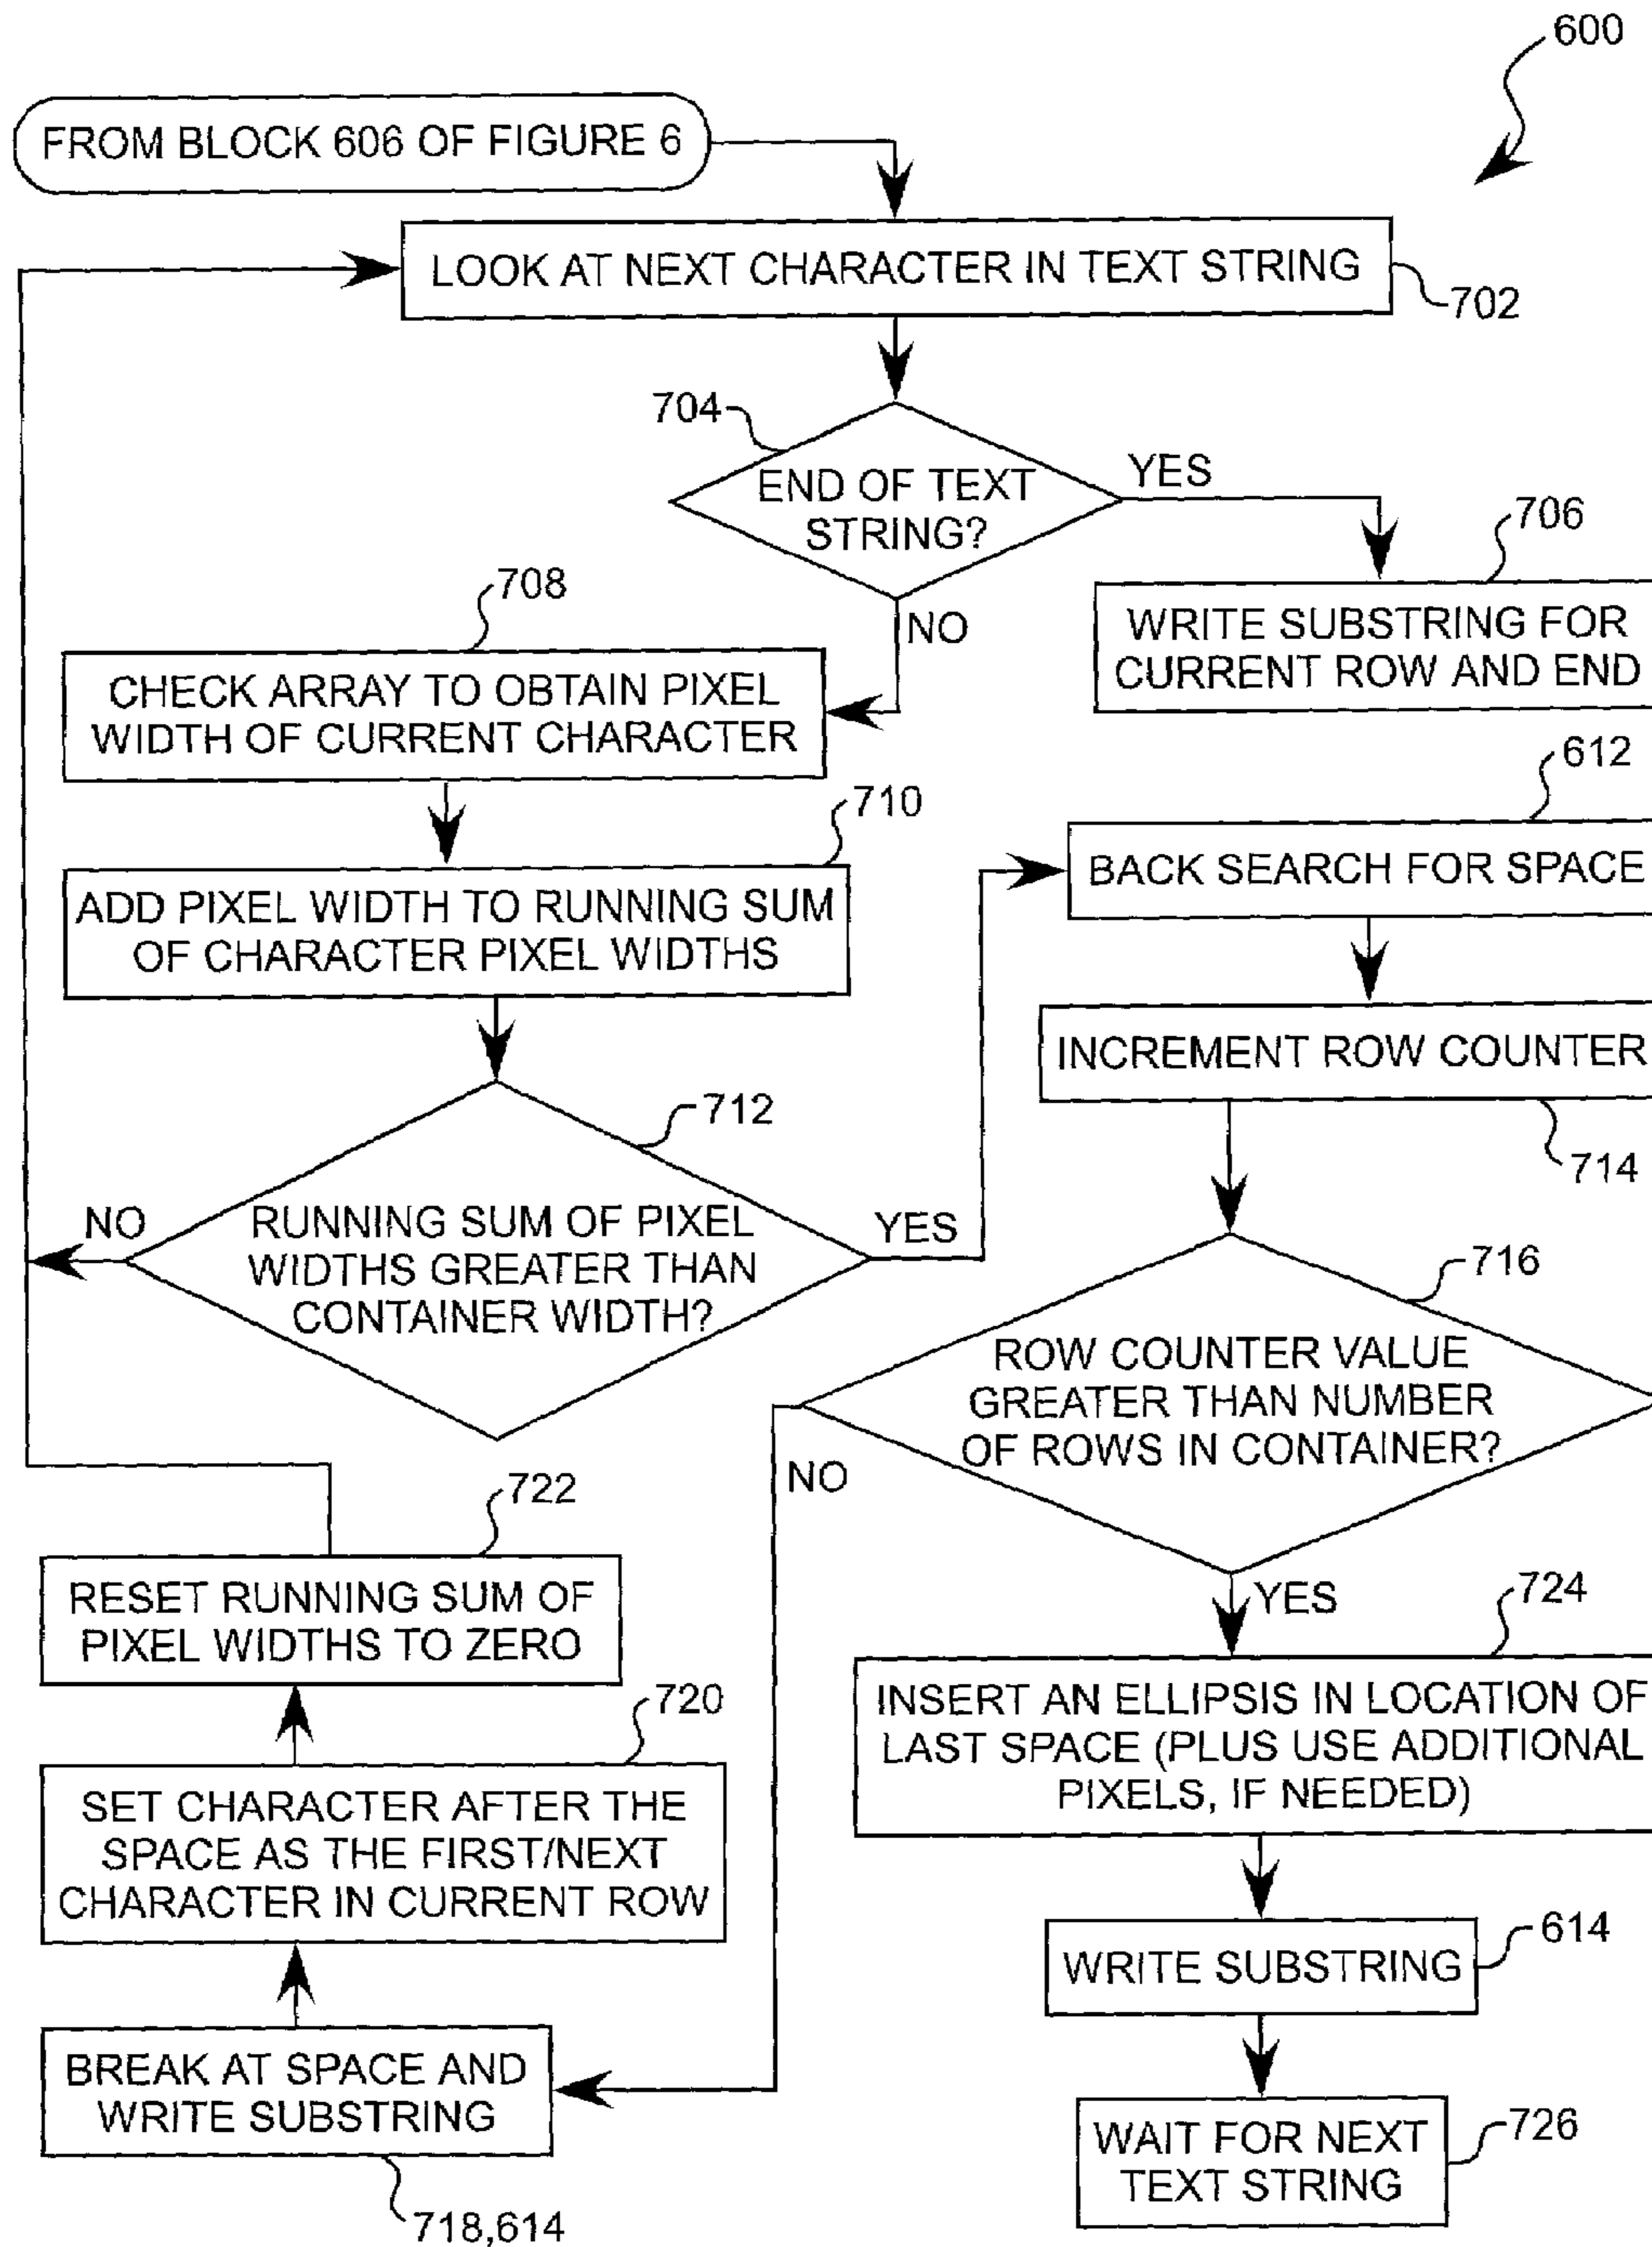 600
FROM BLOCK 606 OF FIGURE 6
LOOK AT NEXT CHARACTER IN TEXT STRING
702
704
END OF TEXT
STRING?
YES
NO
706
WRITE SUBSTRING FOR
CURRENT ROW AND END
708
CHECK ARRAY TO OBTAIN PIXEL
WIDTH OF CURRENT CHARACTER
710
ADD PIXEL WIDTH TO RUNNING SUM
OF CHARACTER PIXEL WIDTHS
712
RUNNING SUM OF PIXEL
WIDTHS GREATER THAN
CONTAINER WIDTH?
NO
YES
612
BACK SEARCH FOR SPACE
INCREMENT ROW COUNTER
714
716
ROW COUNTER VALUE
GREATER THAN NUMBER
OF ROWS IN CONTAINER?
NO
YES
722
RESET RUNNING SUM OF
PIXEL WIDTHS TO ZERO
720
SET CHARACTER AFTER THE
SPACE AS THE FIRST/NEXT
CHARACTER IN CURRENT ROW
BREAK AT SPACE AND
WRITE SUBSTRING
718,614
724
INSERT AN ELLIPSIS IN LOCATION OF
LAST SPACE (PLUS USE ADDITIONAL
PIXELS, IF NEEDED)
WRITE SUBSTRING
614
WAIT FOR NEXT
TEXT STRING
726